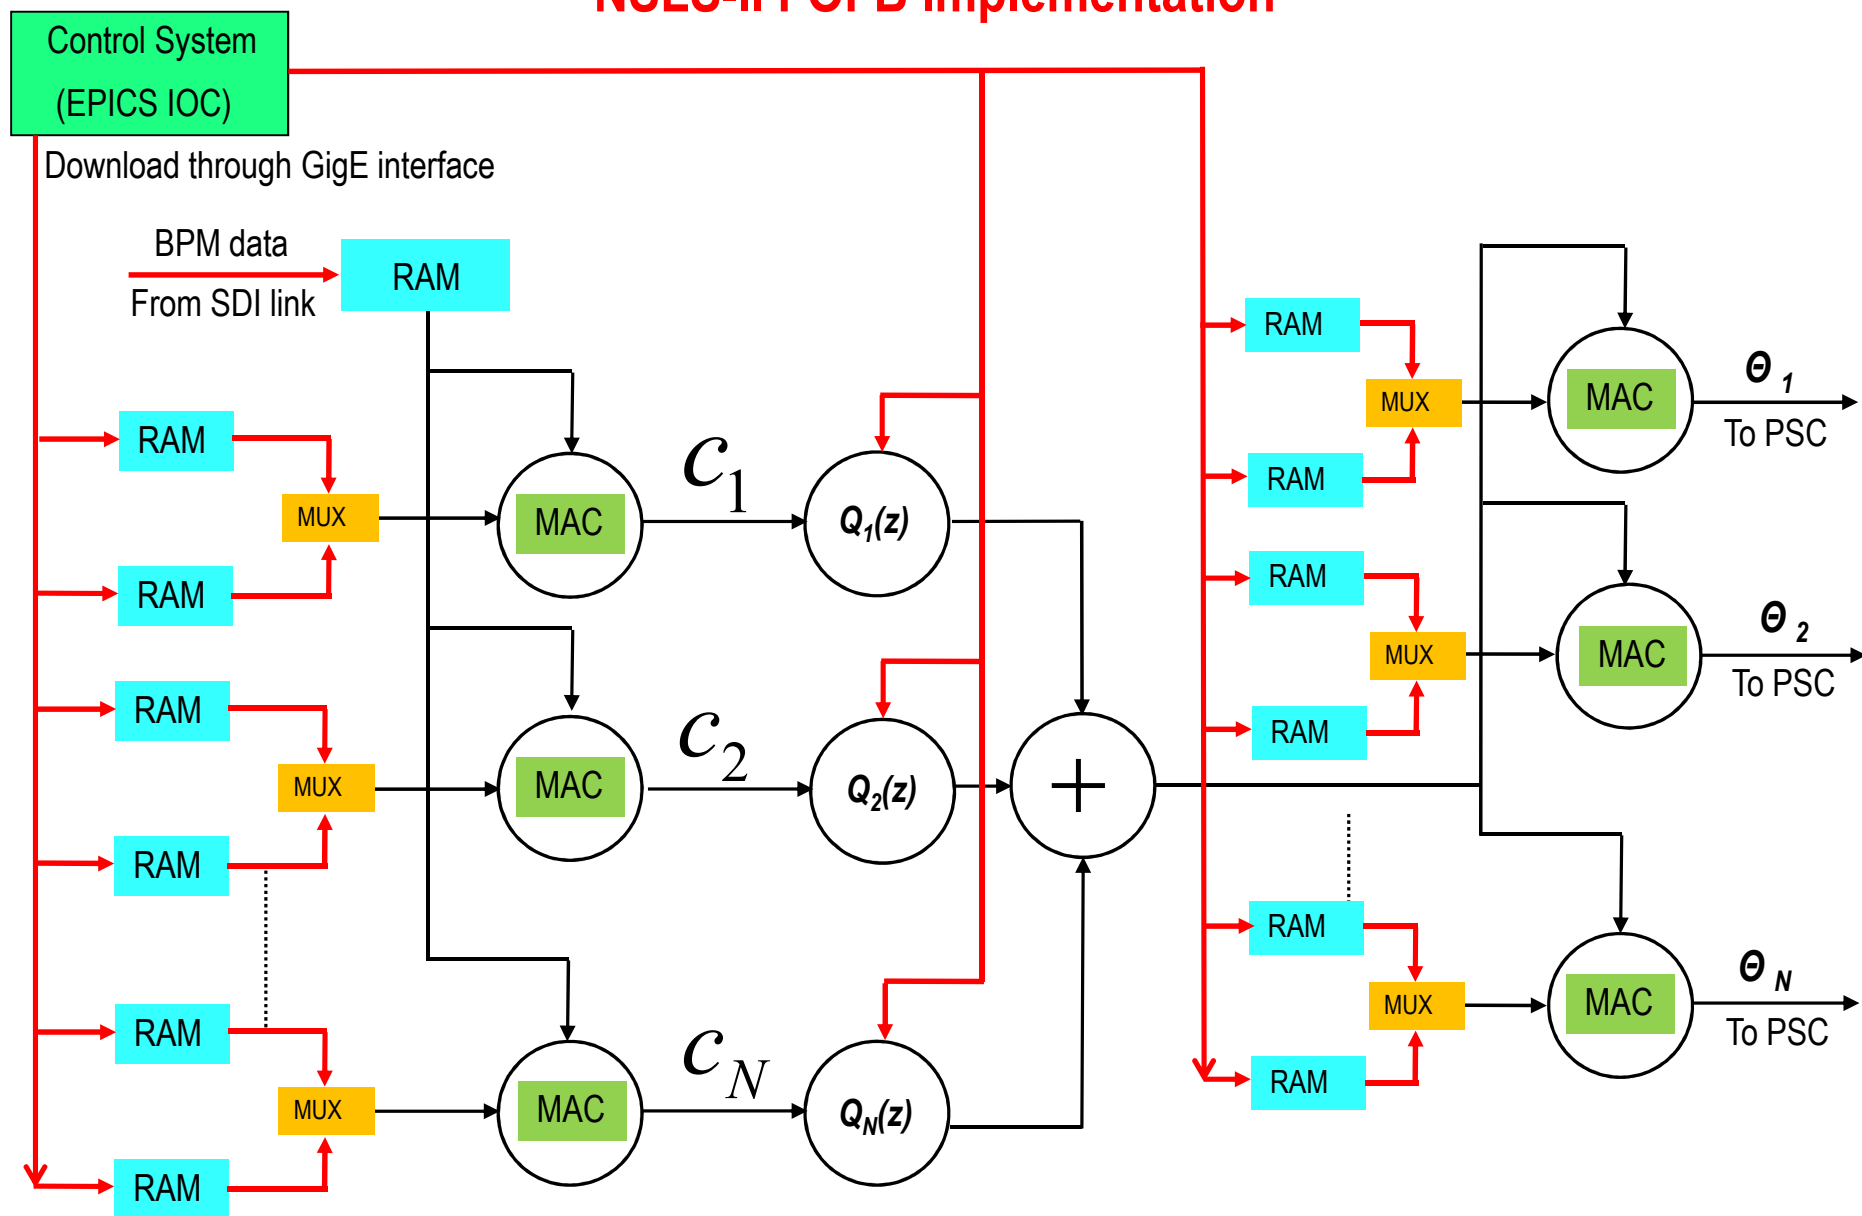 Implementation
Control System
(EPICS IOC)
Download through GigE interface
BPM data
From SDI link
RAM
RAM
MUX
RAM
MAC
c1
Q1(z)
RAM
MUX
RAM
MAC
c2
Q2(z)
+
RAM
MUX
RAM
MAC
cN
QN(z)
RAM
MUX
RAM
MAC
Θ 1
To PSC
RAM
MUX
RAM
MAC
Θ 2
To PSC
RAM
MUX
RAM
MAC
Θ N
To PSC